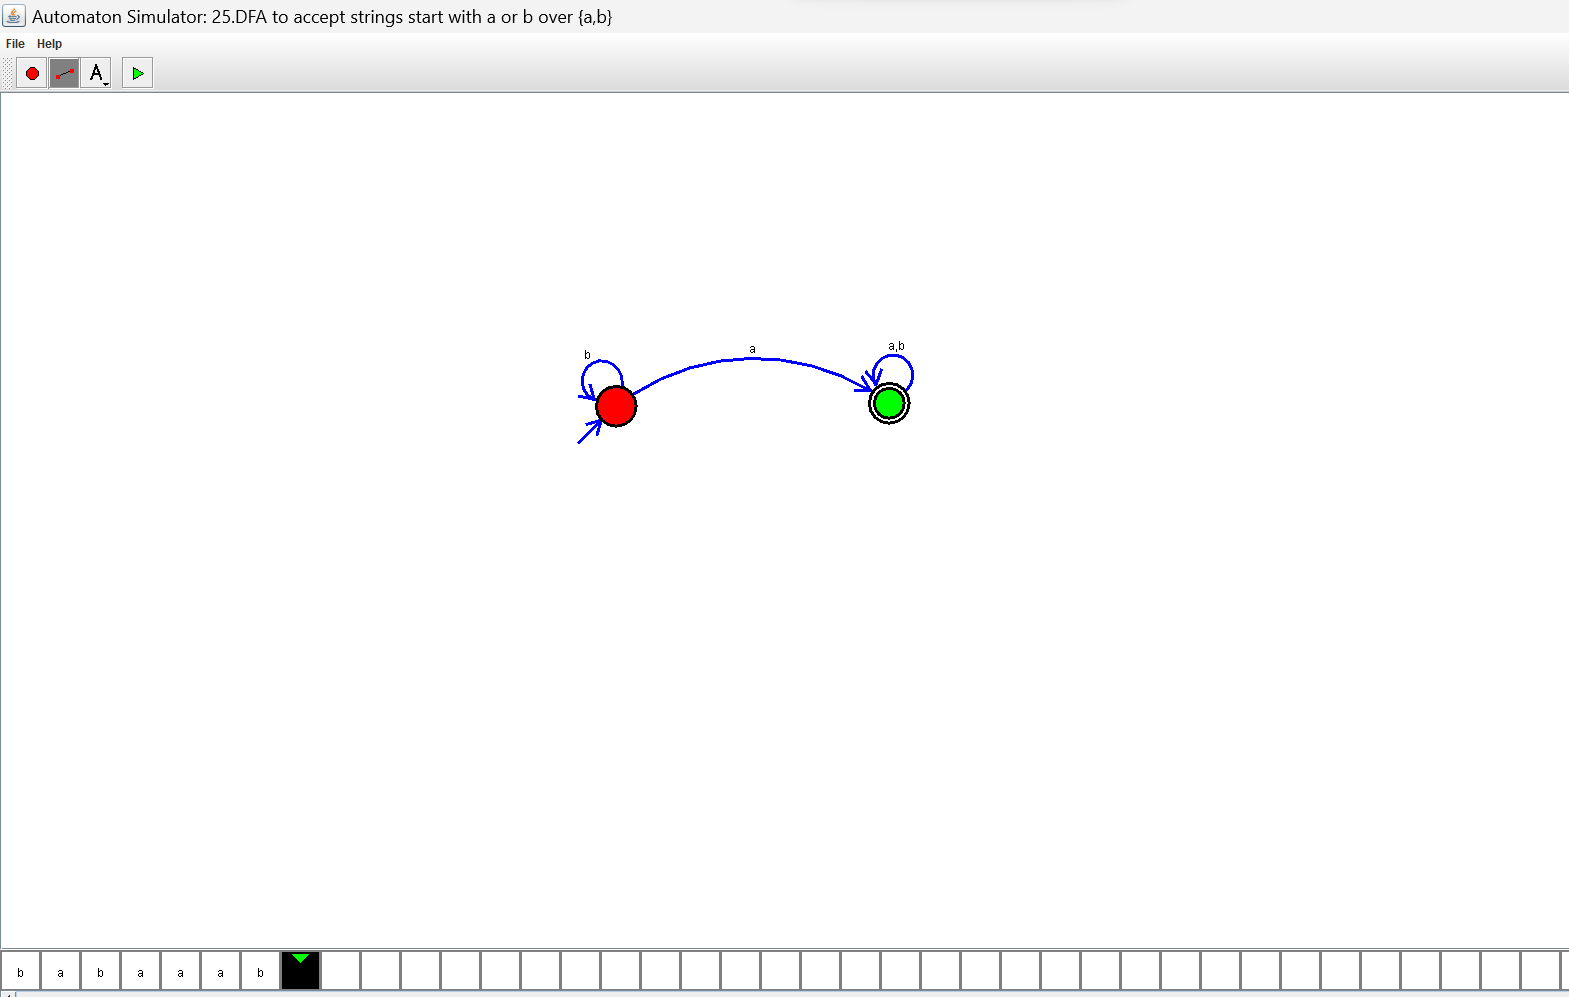 Automaton Simulator: 25.DFA to accept strings start with a or b over {a,b}
File Help
A
b a a,b
b a b a a a b